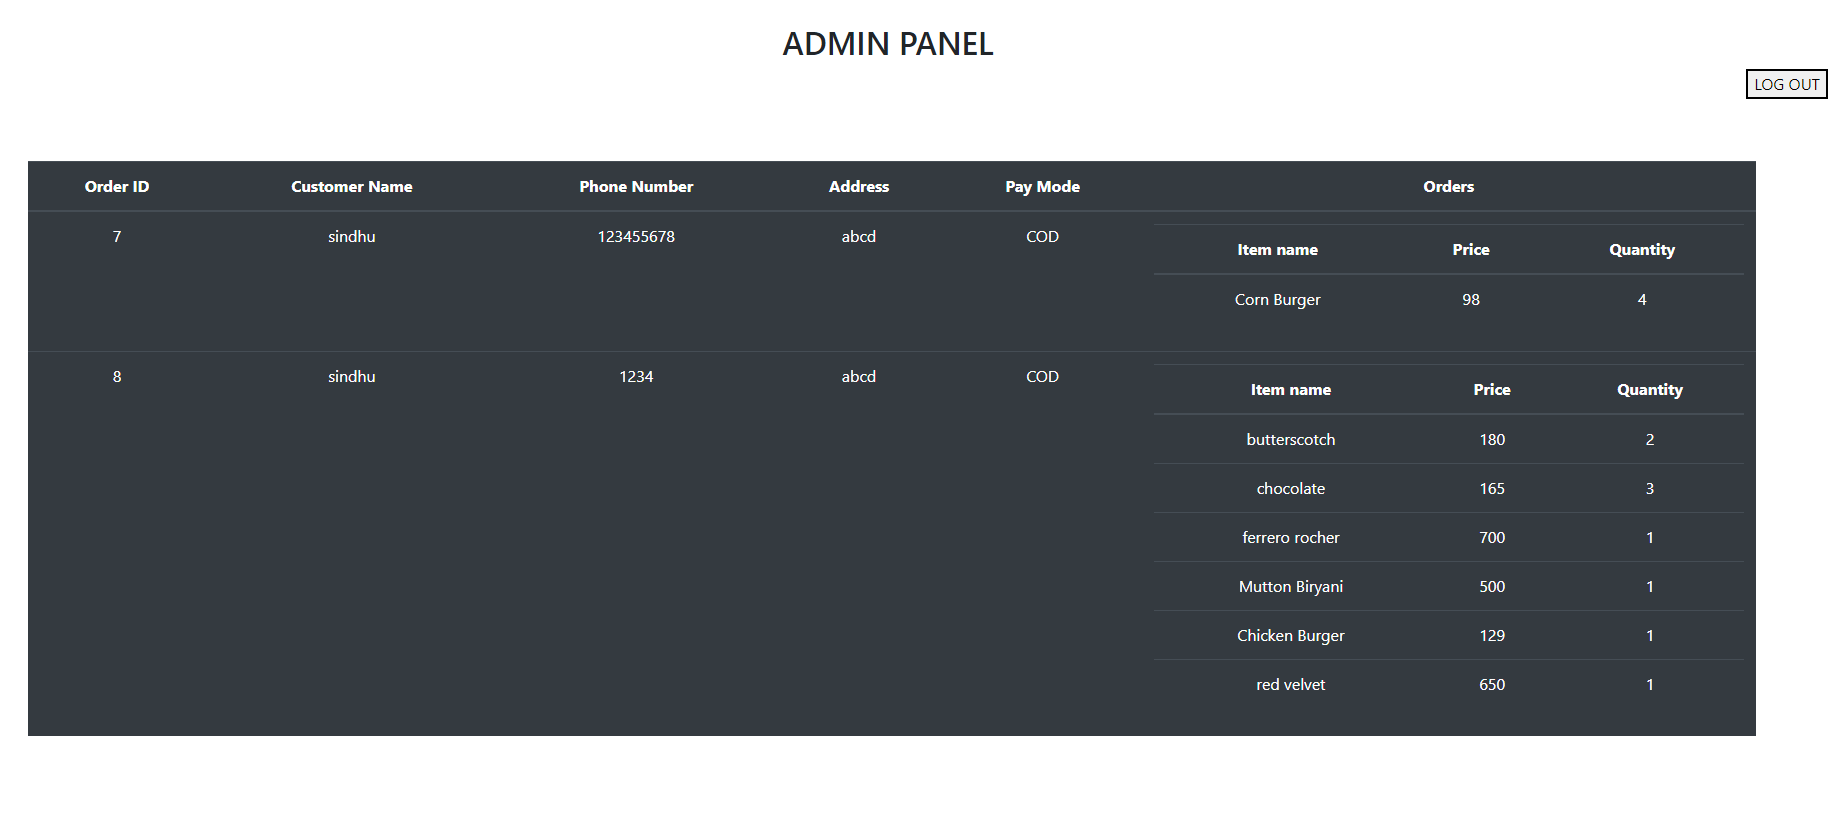 ADMIN PANEL
LOG OUT
Order ID Customer Name Phone Number Address Pay Mode Orders
7 sindhu 123455678 abcd COD
Item name Price Quantity
Corn Burger 98 4
8 sindhu 1234 abcd COD
Item name Price Quantity
butterscotch 180 2
chocolate 165 3
ferrero rocher 700 1
Mutton Biryani 500 1
Chicken Burger 129 1
red velvet 650 1